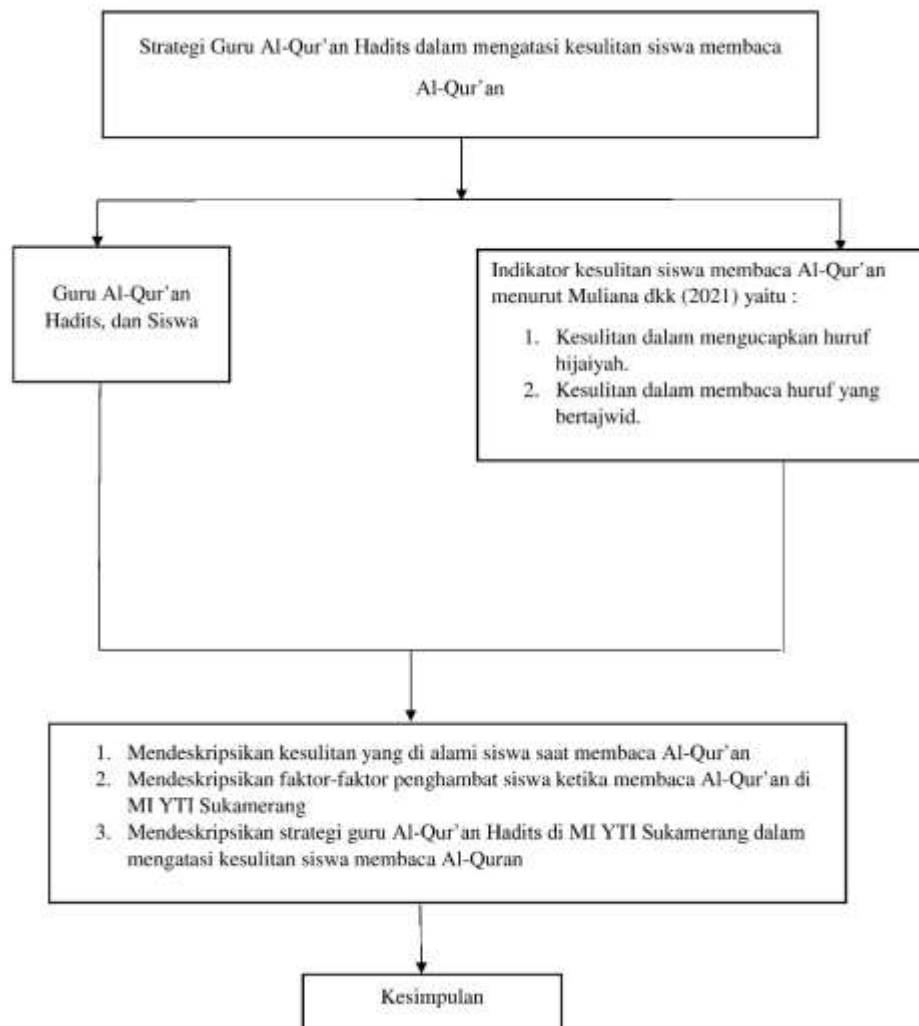 Strategi Guru Al-Qur'an Hadits dalam mengatasi kesulitan siswa membaca
Al-Qur'an
Guru Al-Qur'an
Hadits, dan Siswa
Indikator kesulitan siswa membaca Al-Qur'an
menurut Muliana dkk (2021) yaitu :
1. Kesulitan dalam mengucapkan huruf
hijaiyah.
2. Kesulitan dalam membaca huruf yang
bertajwid.
1. Mendeskripsikan kesulitan yang di alami siswa saat membaca Al-Qur'an
2. Mendeskripsikan faktor-faktor penghambat siswa ketika membaca Al-Qur'an di
MI YTI Sukamerang
3. Mendeskripsikan strategi guru Al-Qur'an Hadits di MI YTI Sukamerang dalam
mengatasi kesulitan siswa membaca Al-Quran
Kesimpulan